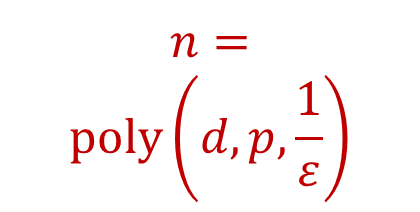 n =
poly(d, p, 1/ε)